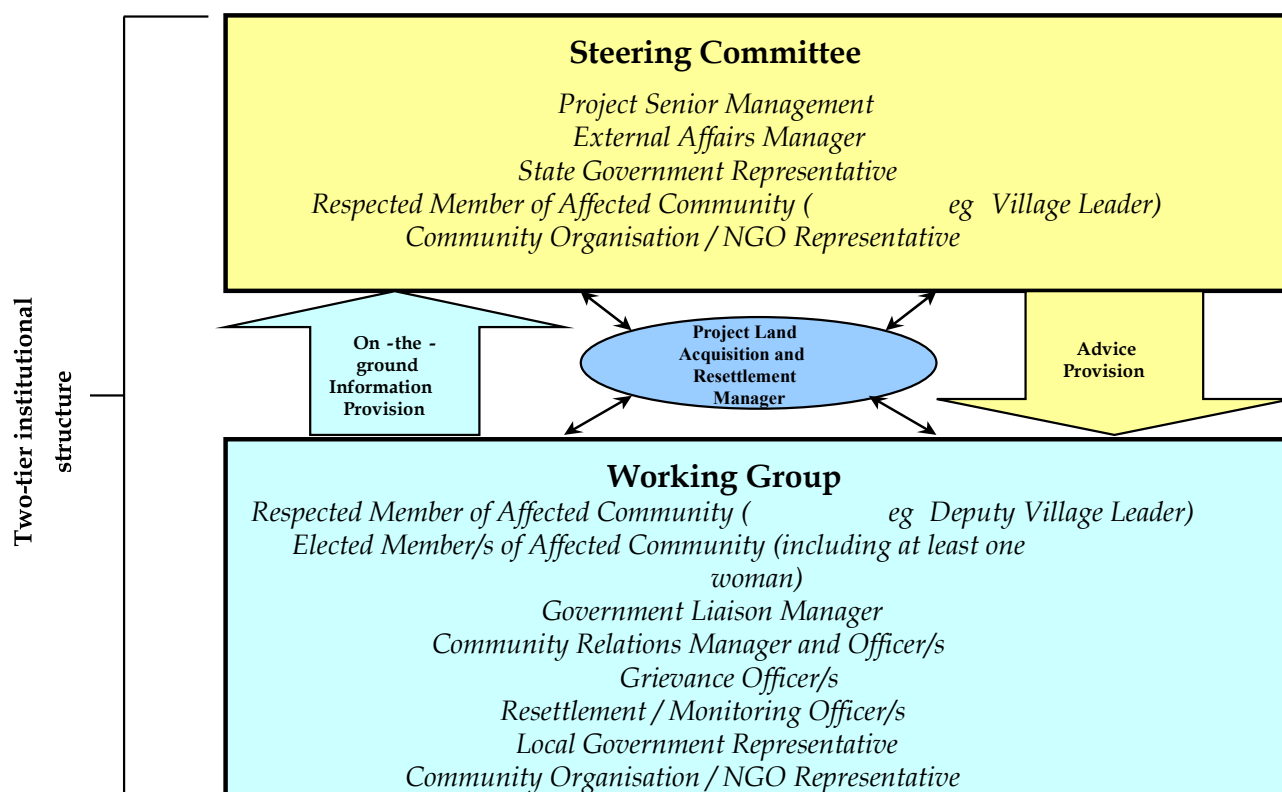 Steering Committee
Project Senior Management
External Affairs Manager
State Government Representative
Respected Member of Affected Community ( eg Village Leader)
Community Organisation / NGO Representative
Two-tier institutional
structure
On -the -
ground
Information
Provision
Project Land
Acquisition and
Resettlement
Manager
Advice
Provision
Working Group
Respected Member of Affected Community ( eg Deputy Village Leader)
Elected Member/s of Affected Community (including at least one
woman)
Government Liaison Manager
Community Relations Manager and Officer/s
Grievance Officer/s
Resettlement / Monitoring Officer/s
Local Government Representative
Community Organisation / NGO Representative